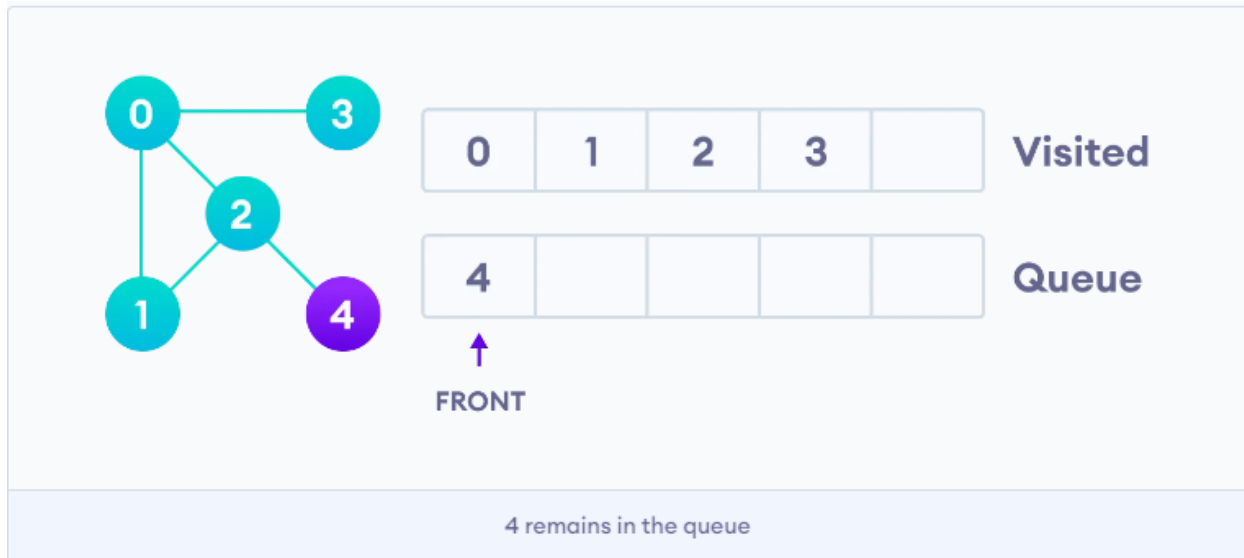 0 3
2
1 4
0 1 2 3 Visited
4 Queue
FRONT
4 remains in the queue